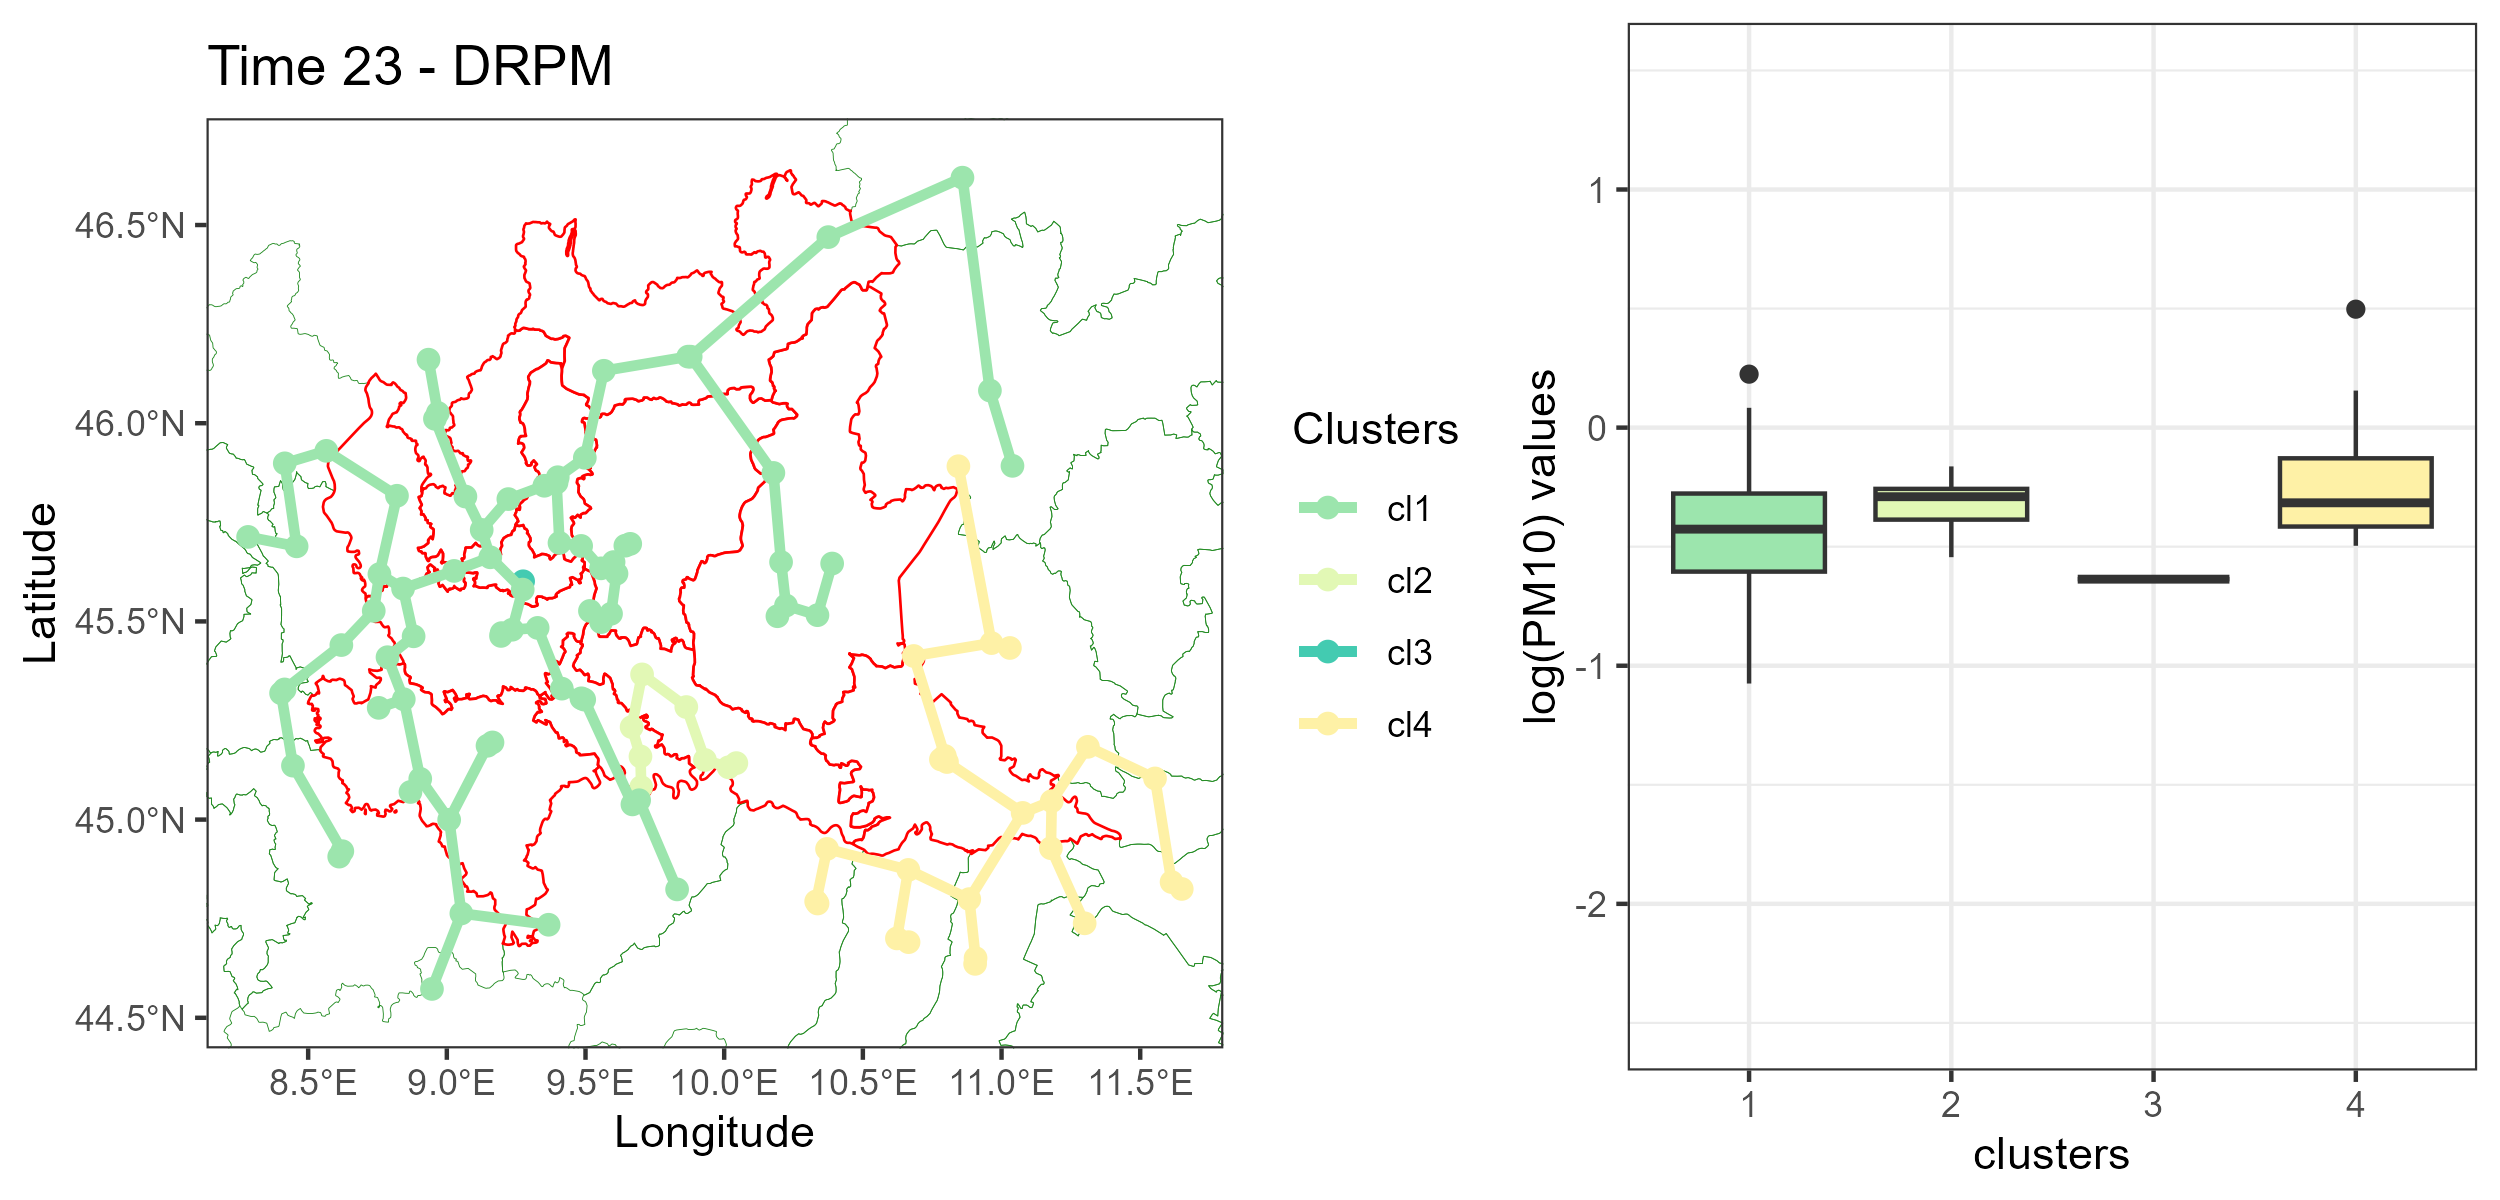 Time 23 - DRPM
Latitude
46.5°N
46.0°N
45.5°N
45.0°N
44.5°N
8.5°E 9.0°E 9.5°E 10.0°E 10.5°E 11.0°E 11.5°E
Longitude
Clusters
cl1
cl2
cl3
cl4
log(PM10) values
1
0
-1
-2
1 2 3 4
clusters